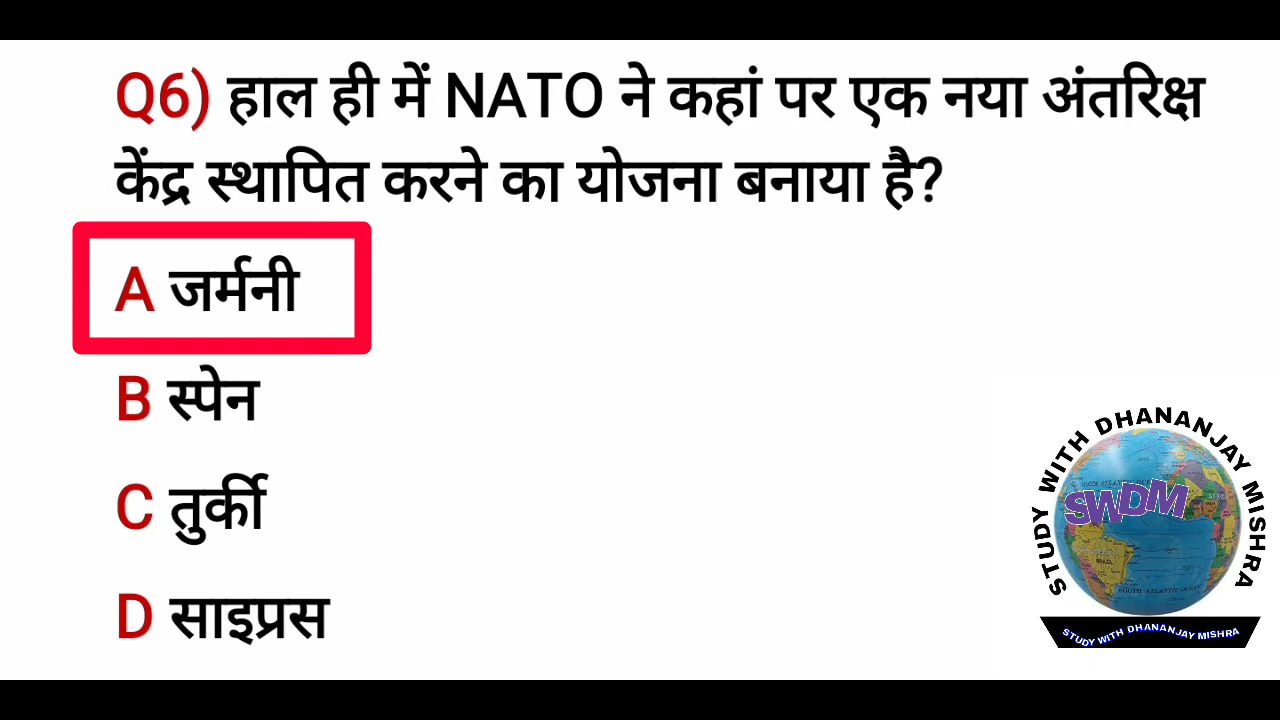 Q6) हाल ही में NATO ने कहां पर एक नया अंतरिक्ष
केंद्र स्थापित करने का योजना बनाया है?
A जर्मनी
B स्पेन
C तुर्की
D साइप्रस
STUDY WITH DHANANJAY MISHRA
SWDM
STUDY WITH DHANANJAY MISHRA